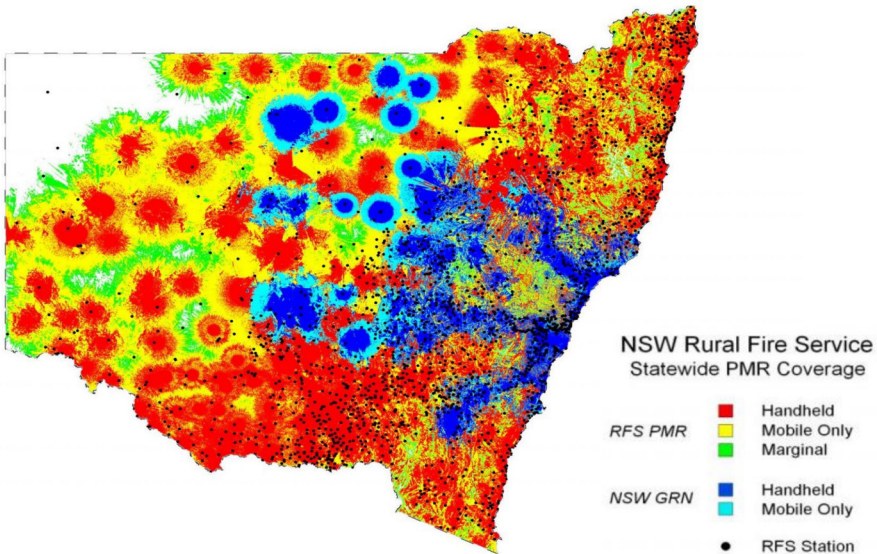 NSW Rural Fire Service
Statewide PMR Coverage
RFS PMR
Handheld
Mobile Only
Marginal
NSW GRN
Handheld
Mobile Only
RFS Station